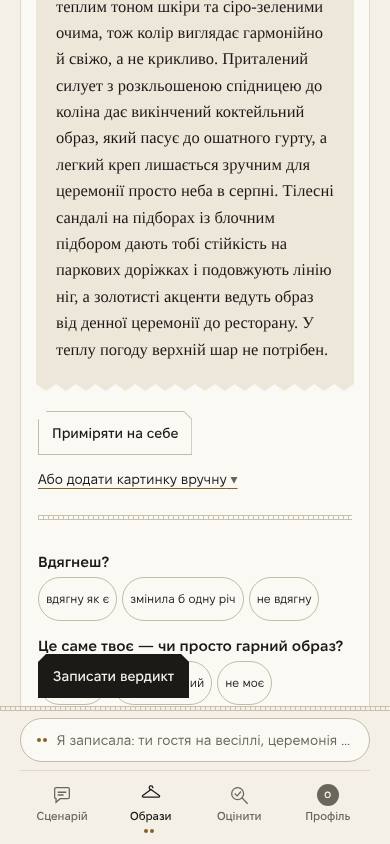 теплим тоном шкіри та сіро-зеленими
очима, тож колір виглядає гармонійно
й свіжо, а не крикливо. Приталений
силует з розкльошеною спідницею до
коліна дає викінчений коктейльний
образ, який пасує до ошатного гурту, а
легкий креп лишається зручним для
церемонії просто неба в серпні. Тілесні
сандалі на підборах із блочним
підбором дають тобі стійкість на
паркових доріжках і подовжують лінію
ніг, а золотисті акценти ведуть образ
від денної церемонії до ресторану. У
теплу погоду верхній шар не потрібен.
Приміряти на себе
Або додати картинку вручну ▾
Вдягнеш?
вдягну як є
змінила б одну річ
не вдягну
Це саме твоє — чи просто гарний образ?
Записати вердикт
не моє
Я записала: ти гостя на весіллі, церемонія ...
Сценарій
Образи
Оцінити
О
Профіль